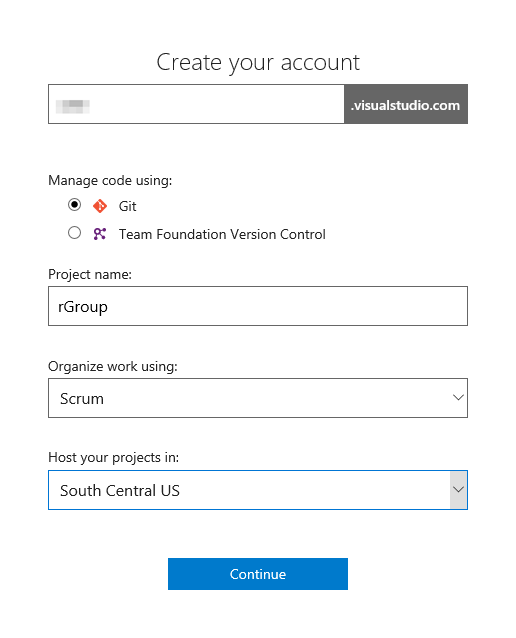 Create your account
.visualstudio.com
Manage code using:
Git
Team Foundation Version Control
Project name:
rGroup
Organize work using:
Scrum
Host your projects in:
South Central US
Continue